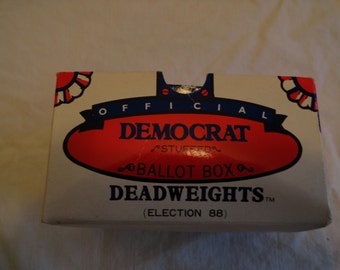 OFFICIAL
DEMOCRAT
"STUFFED"
BALLOT BOX
DEADWEIGHTS™
(ELECTION 88)